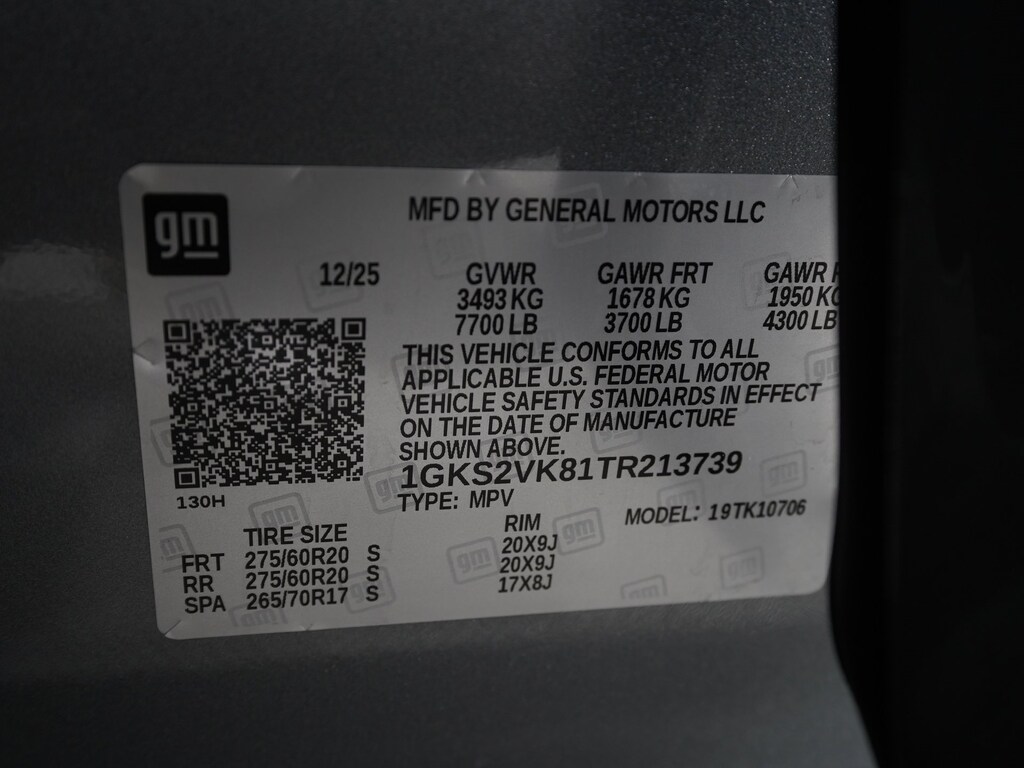 gm
MFD BY GENERAL MOTORS LLC
12/25 GVWR GAWR FRT GAWR
3493 KG 1678 KG 1950 KG
7700 LB 3700 LB 4300 LB
THIS VEHICLE CONFORMS TO ALL
APPLICABLE U.S. FEDERAL MOTOR
VEHICLE SAFETY STANDARDS IN EFFECT
ON THE DATE OF MANUFACTURE
SHOWN ABOVE.
1GKS2VK81TR213739
130H
TYPE: MPV
MODEL: 19TK10706
TIRE SIZE RIM
FRT 275/60R20 S 20X9J
RR 275/60R20 S 20X9J
SPA 265/70R17 S 17X8J